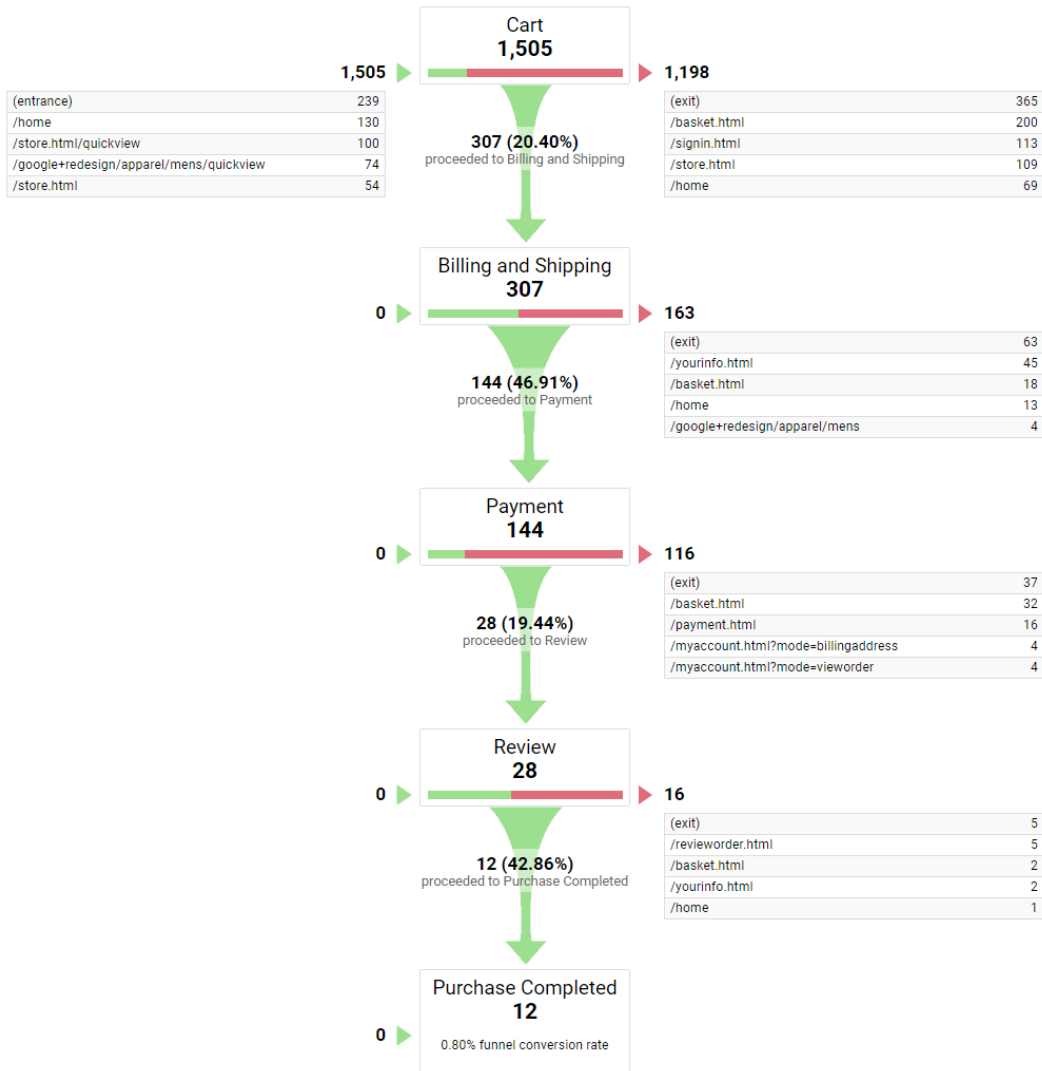 Cart
1,505
1,505
1,198
(entrance) 239
/home 130
/store.html/quickview 100
/google+redesign/apparel/mens/quickview 74
/store.html 54
(exit) 365
/basket.html 200
/signin.html 113
/store.html 109
/home 69
307 (20.40%)
proceeded to Billing and Shipping
Billing and Shipping
307
0
163
(exit) 63
/yourinfo.html 45
/basket.html 18
/home 13
/google+redesign/apparel/mens 4
144 (46.91%)
proceeded to Payment
Payment
144
0
116
(exit) 37
/basket.html 32
/payment.html 16
/myaccount.html?mode=billingaddress 4
/myaccount.html?mode=vieworder 4
28 (19.44%)
proceeded to Review
Review
28
0
16
(exit) 5
/revieworder.html 5
/basket.html 2
/yourinfo.html 2
/home 1
12 (42.86%)
proceeded to Purchase Completed
Purchase Completed
12
0
0.80% funnel conversion rate